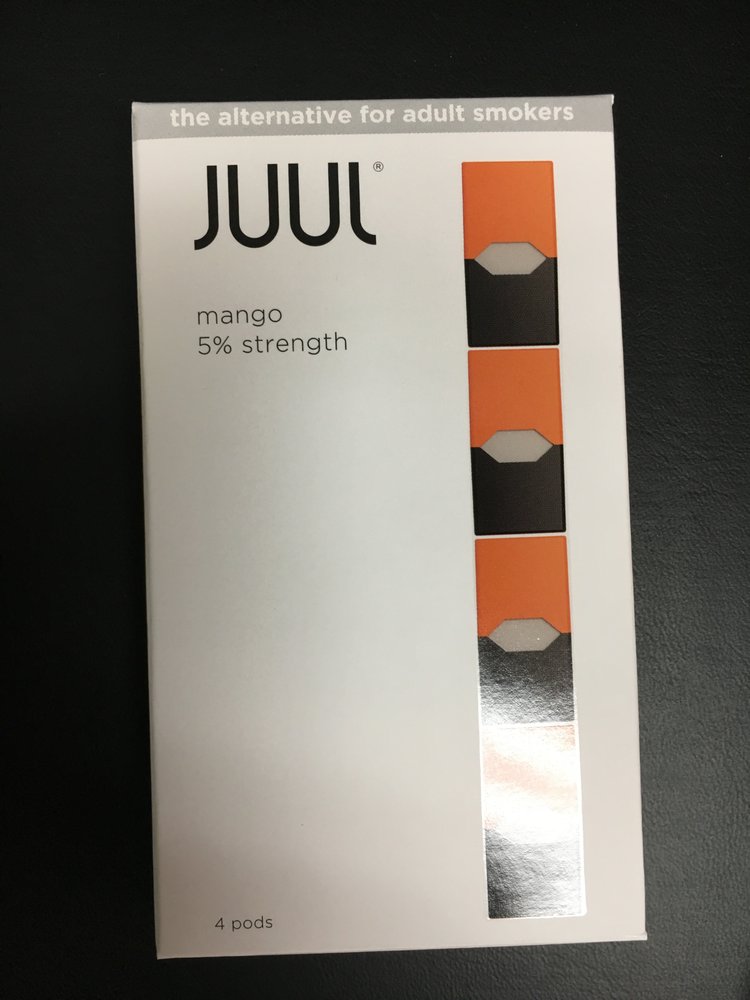 the alternative for adult smokers
JUUL®
mango
5% strength
4 pods